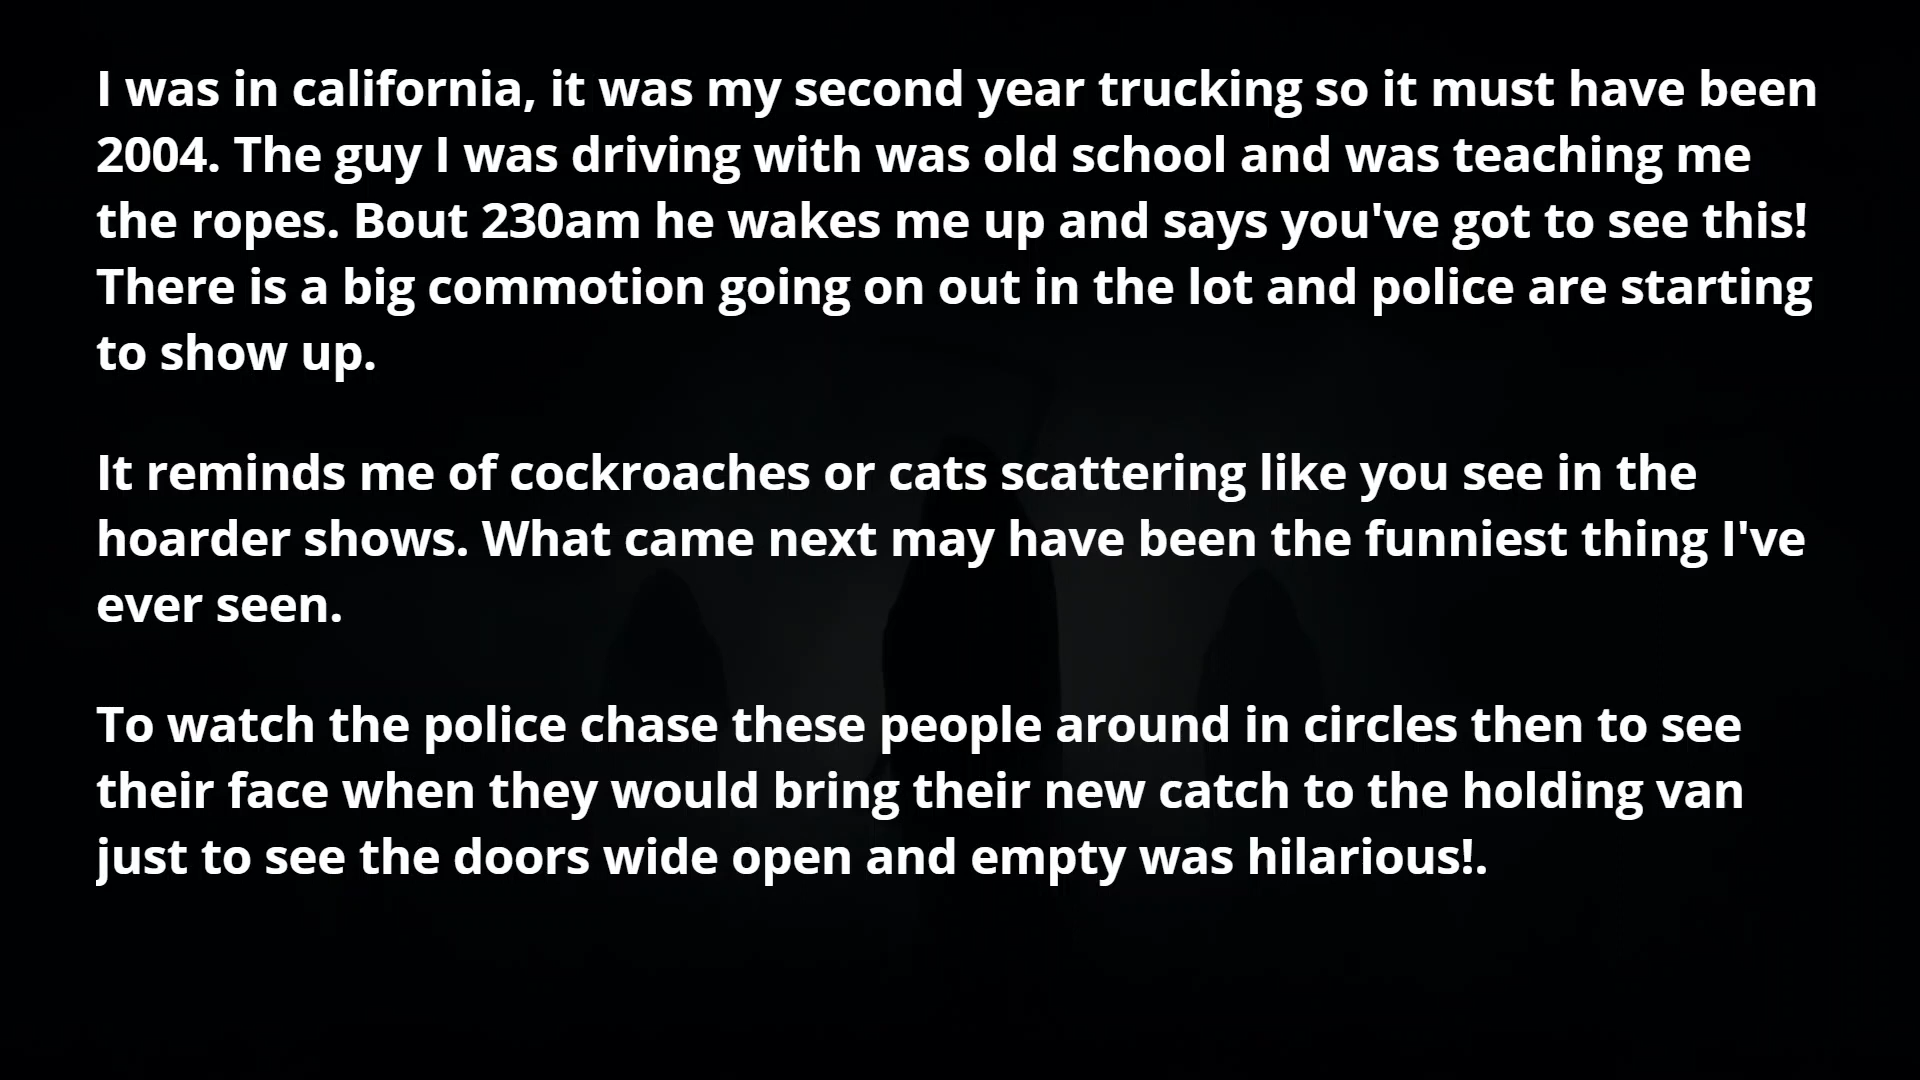 I was in california, it was my second year trucking so it must have been
2004. The guy I was driving with was old school and was teaching me
the ropes. Bout 230am he wakes me up and says you've got to see this!
There is a big commotion going on out in the lot and police are starting
to show up.
It reminds me of cockroaches or cats scattering like you see in the
hoarder shows. What came next may have been the funniest thing I've
ever seen.
To watch the police chase these people around in circles then to see
their face when they would bring their new catch to the holding van
just to see the doors wide open and empty was hilarious!.